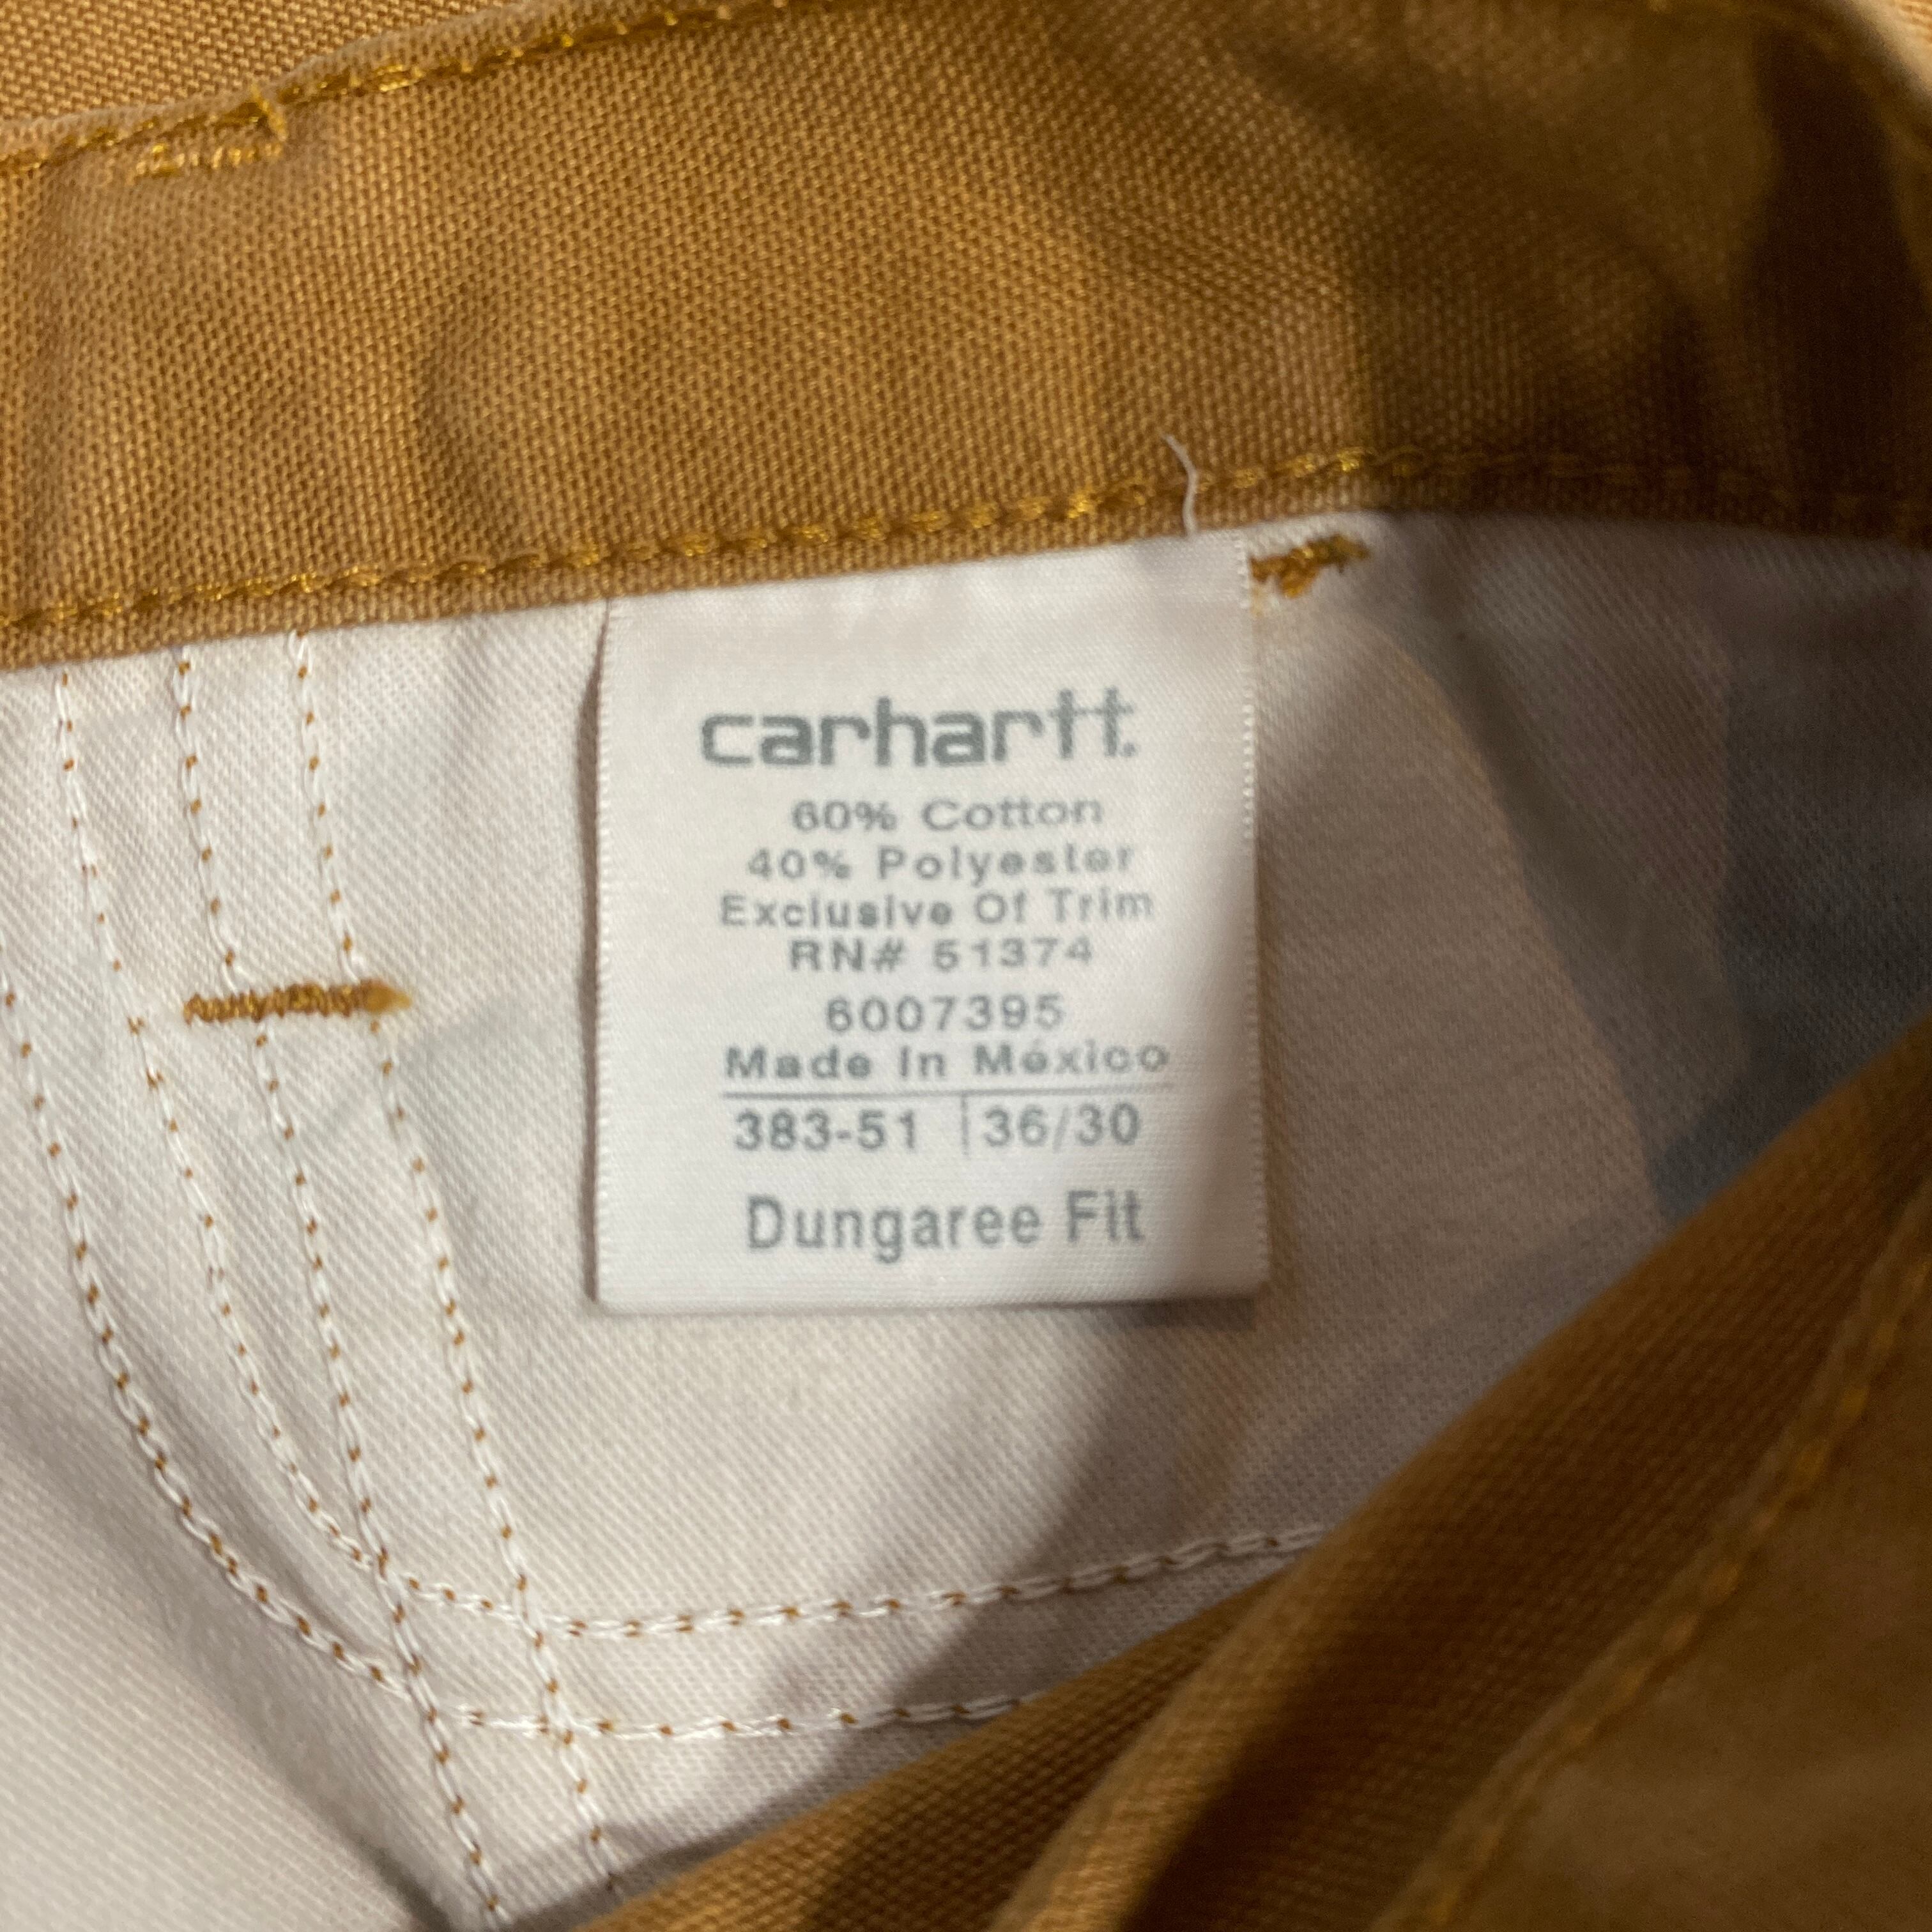 carhartt.
60% Cotton
40% Polyester
Exclusive Of Trim
RN# 51374
6007395
Made In México
383-51 | 36/30
Dungaree Fit